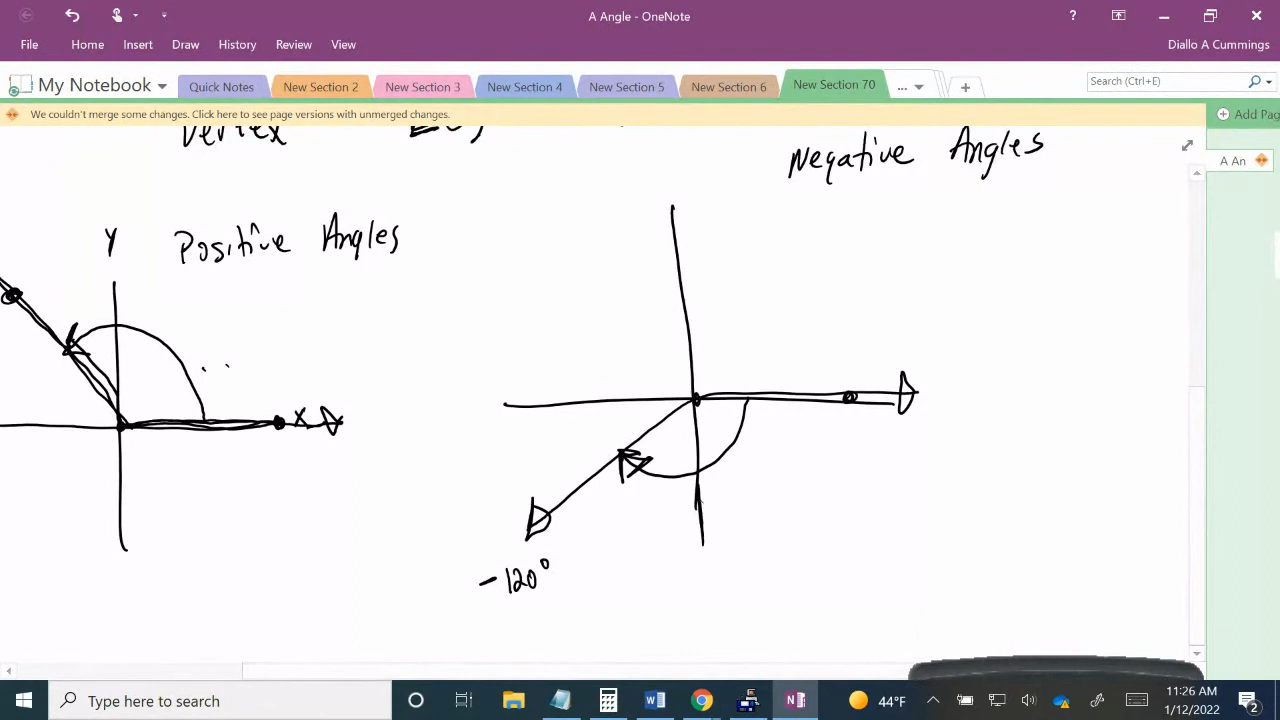 A Angle - OneNote
?
File Home Insert Draw History Review View
Diallo A Cummings
My Notebook Quick Notes New Section 2 New Section 3 New Section 4 New Section 5 New Section 6 New Section 70 ... +
Search (Ctrl+E)
We couldn't merge some changes. Click here to see page versions with unmerged changes.
Add Pag
A An
Vertex
Negative Angles
Y Positive Angles
X
-120°
Type here to search
44°F
11:26 AM
1/12/2022
2